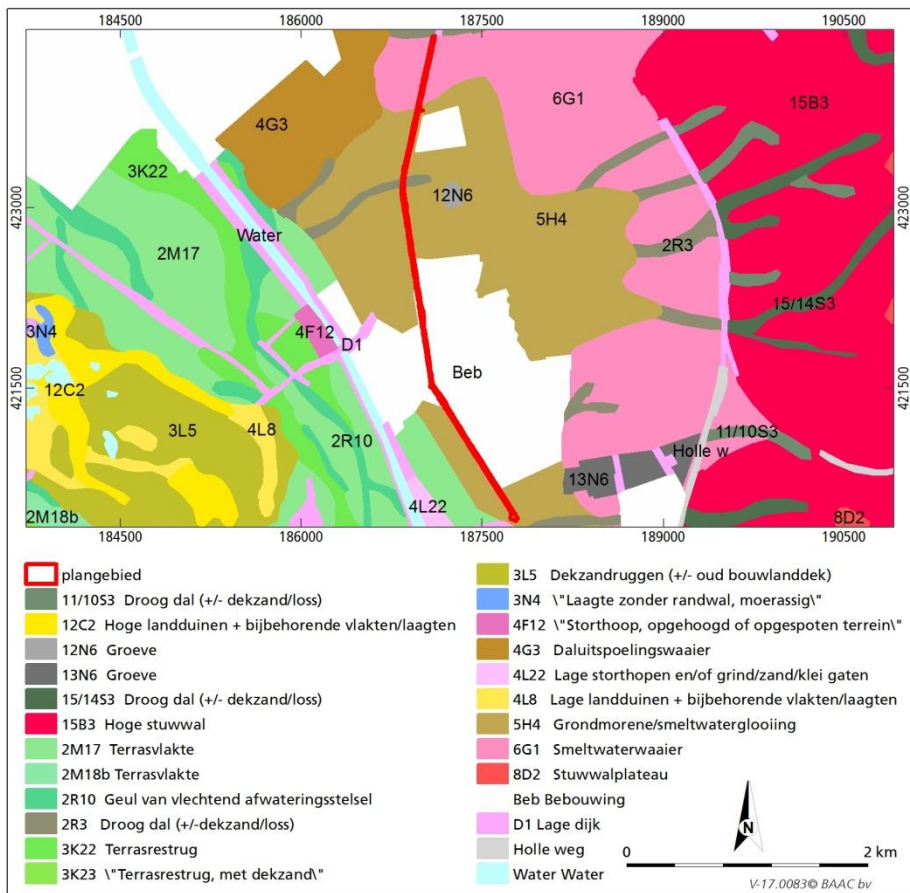 184500 186000 187500 189000 190500
6G1
15B3
4G3
3K22
423000 12N6 423000
5H4
Water
2M17 2R3
15/14S3
3N4 4F12
D1
Beb
421500 12C2 421500
3L5 4L8 2R10 11/10S3
Holle w
13N6
4L22
2M18b 8D2
184500 186000 187500 189000 190500
plangebied
11/10S3 Droog dal (+/- dekzand/loss)
12C2 Hoge landduinen + bijbehorende vlakten/laagten
12N6 Groeve
13N6 Groeve
15/14S3 Droog dal (+/- dekzand/loss)
15B3 Hoge stuwwal
2M17 Terrasvlakte
2M18b Terrasvlakte
2R10 Geul van vlechtend afwateringsstelsel
2R3 Droog dal (+/-dekzand/loss)
3K22 Terrasrestrug
3K23 \"Terrasrestrug, met dekzand\"
3L5 Dekzandruggen (+/- oud bouwlanddek)
3N4 \"Laagte zonder randwal, moerassig\"
4F12 \"Storthoop, opgehoogd of opgespoten terrein\"
4G3 Daluitspoelingswaaier
4L22 Lage storthopen en/of grind/zand/klei gaten
4L8 Lage landduinen + bijbehorende vlakten/laagten
5H4 Grondmorene/smeltwaterglooiing
6G1 Smeltwaterwaaier
8D2 Stuwwalplateau
Beb Bebouwing
D1 Lage dijk
Holle weg
Water Water
N
0 2 km
V-17.0083© BAAC bv